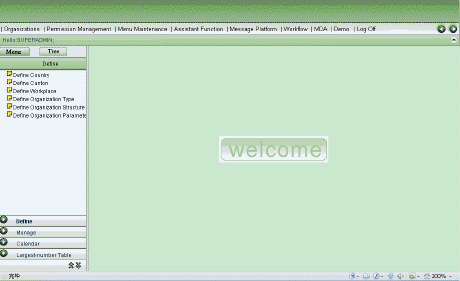 | Organizations | Permission Management | Menu Maintenance | Assistant Function | Message Platform | Workflow | MDA | Demo | Log Off
Hello:SUPERADMIN
Menu Tree
Define
Define Country
Define Canton
Define Workplace
Define Organization Type
Define Organization Structure
Define Organization Paramete
welcome
Define
Manage
Calendar
Largest-number Table
完毕 200%